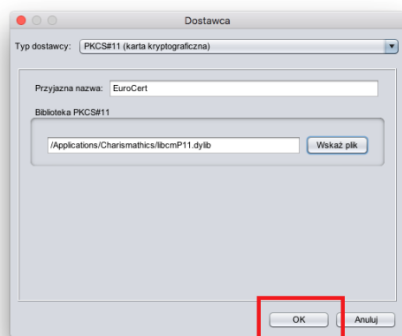 Dostawca
Typ dostawcy: PKCS#11 (karta kryptograficzna)
Przyjazna nazwa: EuroCert
Biblioteka PKCS#11
/Applications/Charismathics/libcmP11.dylib Wskaż plik
OK Anuluj